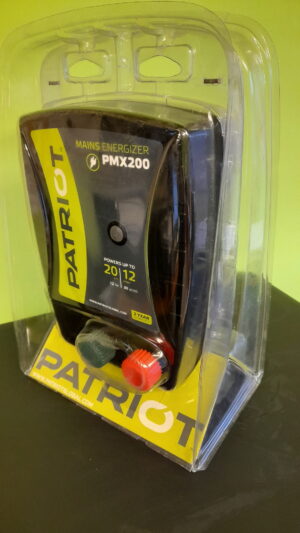 MAINS ENERGIZER
PMX200
PATRIOT
POWERS UP TO
20 12
PATRIOT